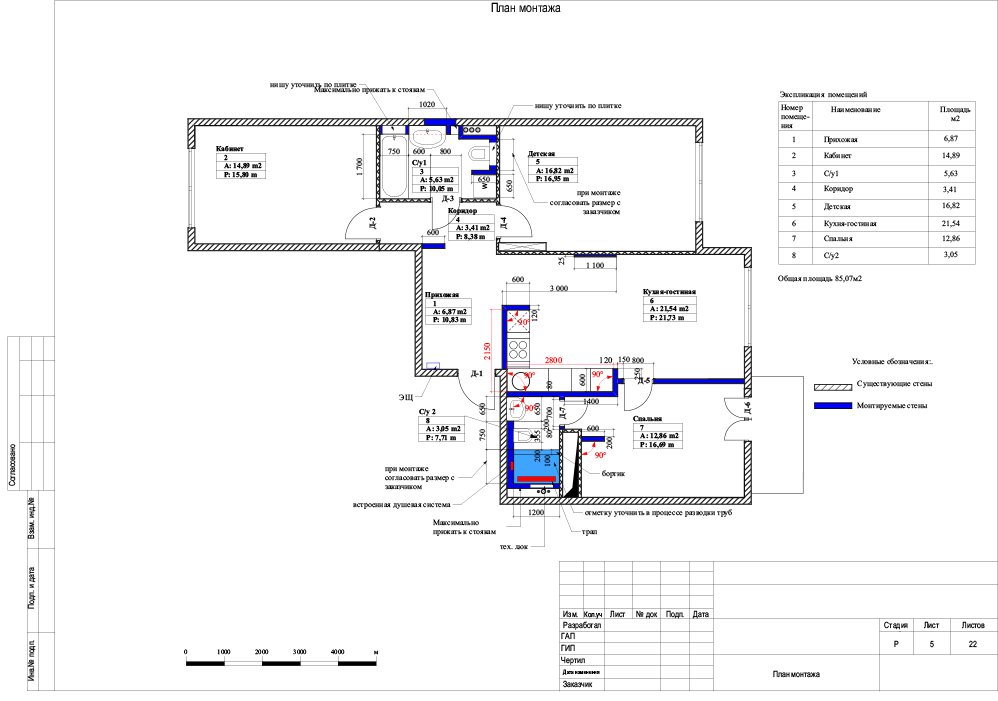 План монтажа
нишу уточнить по плитке
Максимально прижать к стоякам
1020
нишу уточнить по плитке
Экспликация помещений
Номер помеще-ния
Наименование
Площадь м2
1 Прихожая 6,87
2 Кабинет 14,89
3 С/у1 5,63
4 Коридор 3,41
5 Детская 16,82
6 Кухня-гостиная 21,54
7 Спальня 12,86
8 С/у2 3,05
Общая площадь 85,07м2
Кабинет
2
A: 14,89 m2
P: 15,80 m
1 700
750
600
800
С/у1
3
A: 5,63 m2
P: 10,05 m
650
W
650
Детская
5
A: 16,82 m2
P: 16,95 m
при монтаже
согласовать размер с
заказчиком
Д-2
Д-3
Д-4
Коридор
4
A: 3,41 m2
P: 8,38 m
600
25
1 100
600
3 000
Прихожая
1
A: 6,87 m2
P: 10,83 m
Кухня-гостиная
6
A: 21,54 m2
P: 21,73 m
120
90°
2150
2800
120
150
800
90°
80
600
90°
250
Д-5
Д-1
ЭЩ
Условные обозначения:.
Существующие стены
Монтируемые стены
С/у 2
8
A: 3,05 m2
P: 7,71 m
650
750
90°
650
700
200
Д-7
1400
600
200
90°
80
200
100
Д-6
Спальня
7
A: 12,86 m2
P: 16,69 m
бортик
при монтаже
согласовать размер с
заказчиком
встроенная душевая система
1200
отметку уточнить в процессе разводки труб
Максимально
прижать к стоякам
трап
тех. люк
0 1000 2000 3000 4000 м
Согласовано
Взам. инд.№
Подп. и дата
Инв.№ подл.
Изм. Кол.уч Лист № док Подп. Дата
Разработал
ГАП
ГИП
Чертил
Дата изменения
Заказчик
Стадия Лист Листов
Р 5 22
План монтажа